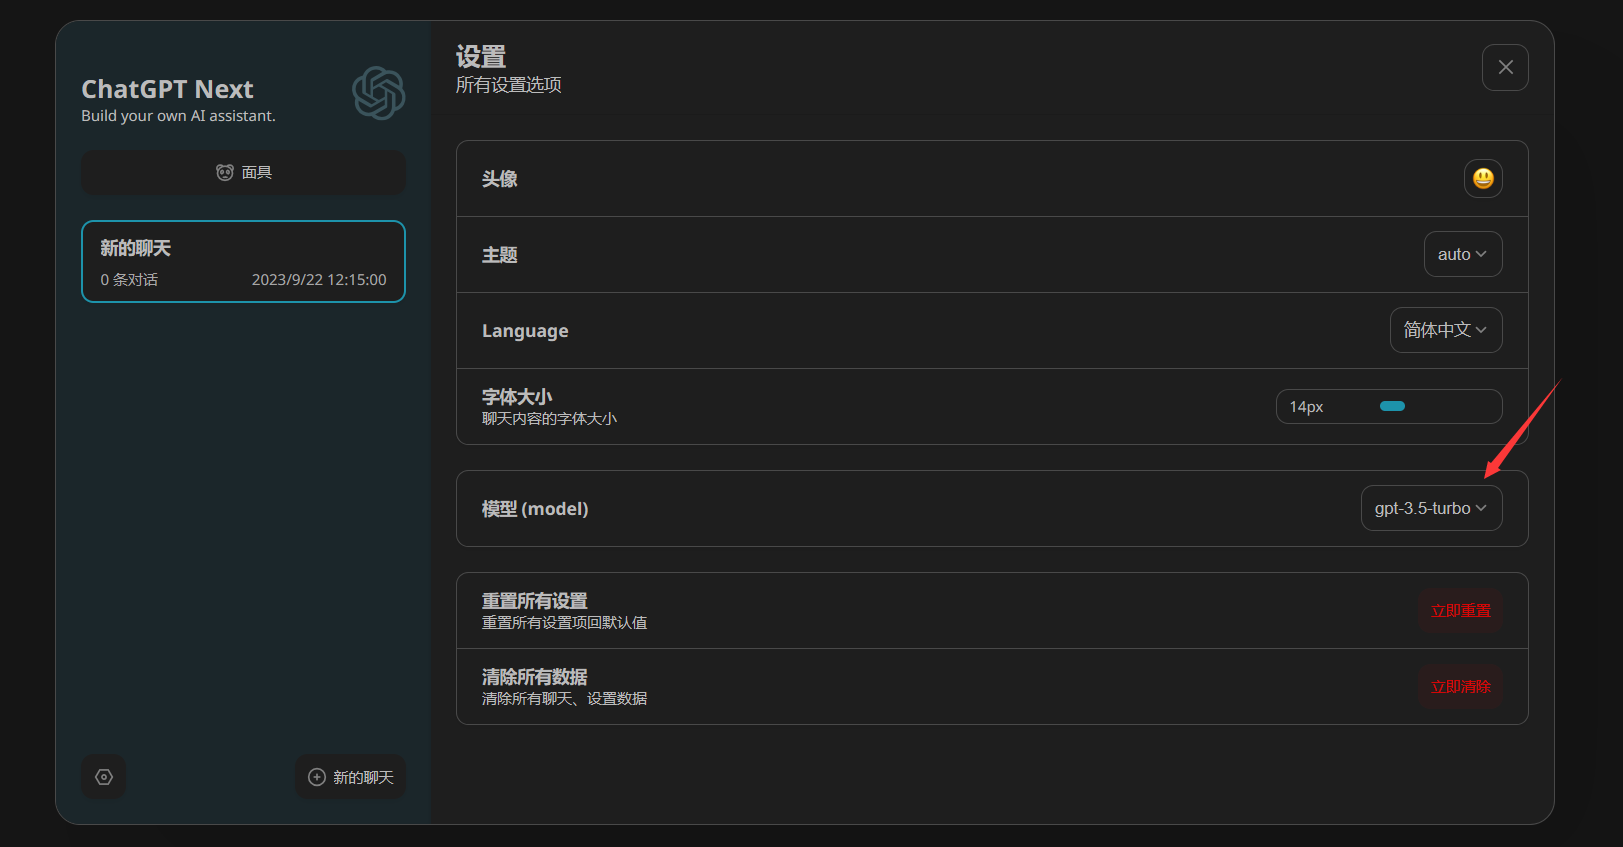 ChatGPT Next
Build your own AI assistant.
面具
新的聊天
0 条对话
2023/9/22 12:15:00
新的聊天
设置
所有设置选项
头像
主题
auto
Language
简体中文
字体大小
聊天内容的字体大小
14px
模型 (model)
gpt-3.5-turbo
重置所有设置
重置所有设置项回默认值
立即重置
清除所有数据
清除所有聊天、设置数据
立即清除